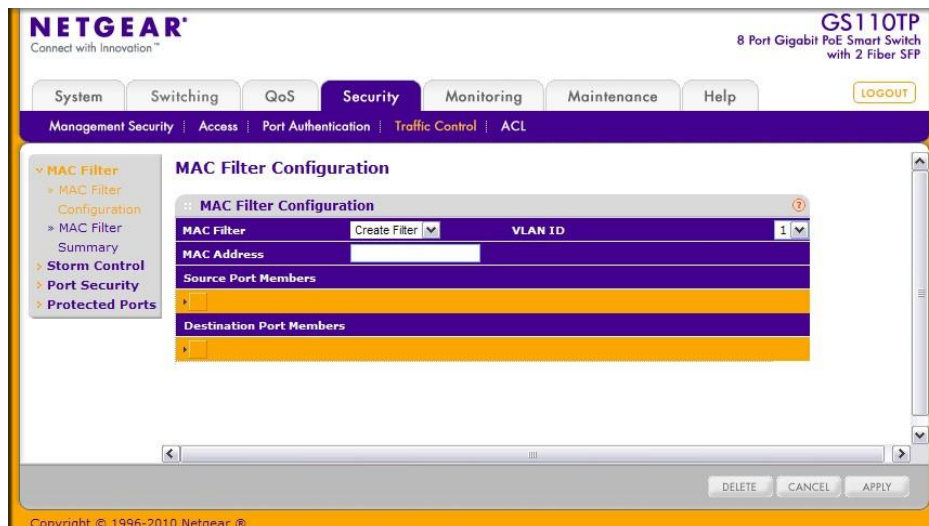 NETGEAR®
Connect with Innovation™
GS110TP
8 Port Gigabit PoE Smart Switch
with 2 Fiber SFP
System Switching QoS Security Monitoring Maintenance Help LOGOUT
Management Security | Access | Port Authentication | Traffic Control | ACL
MAC Filter
» MAC Filter
Configuration
» MAC Filter
Summary
Storm Control
Port Security
Protected Ports
MAC Filter Configuration
MAC Filter Configuration ?
MAC Filter Create Filter VLAN ID 1
MAC Address
Source Port Members
Destination Port Members
DELETE CANCEL APPLY
Copyright © 1996-2010 Netgear ®